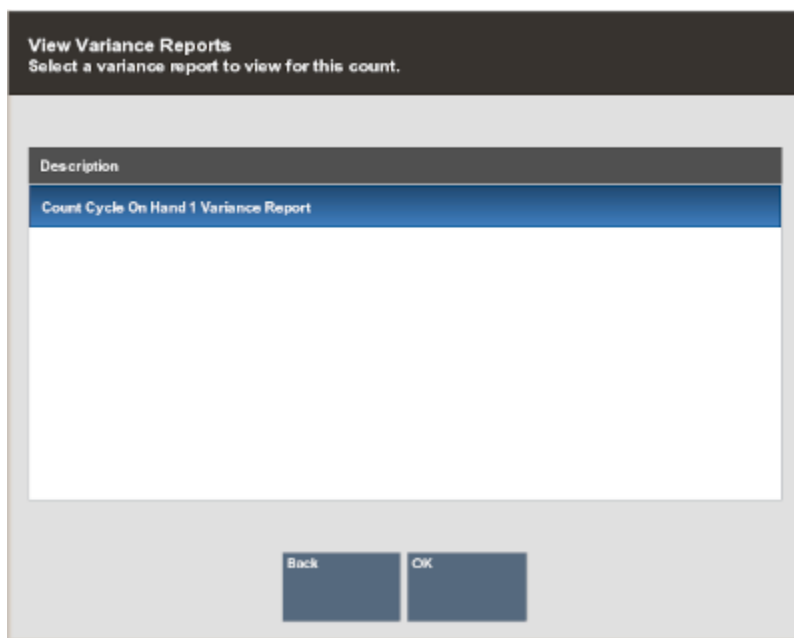 View Variance Reports
Select a variance report to view for this count.
Description
Count Cycle On Hand 1 Variance Report
Back
OK